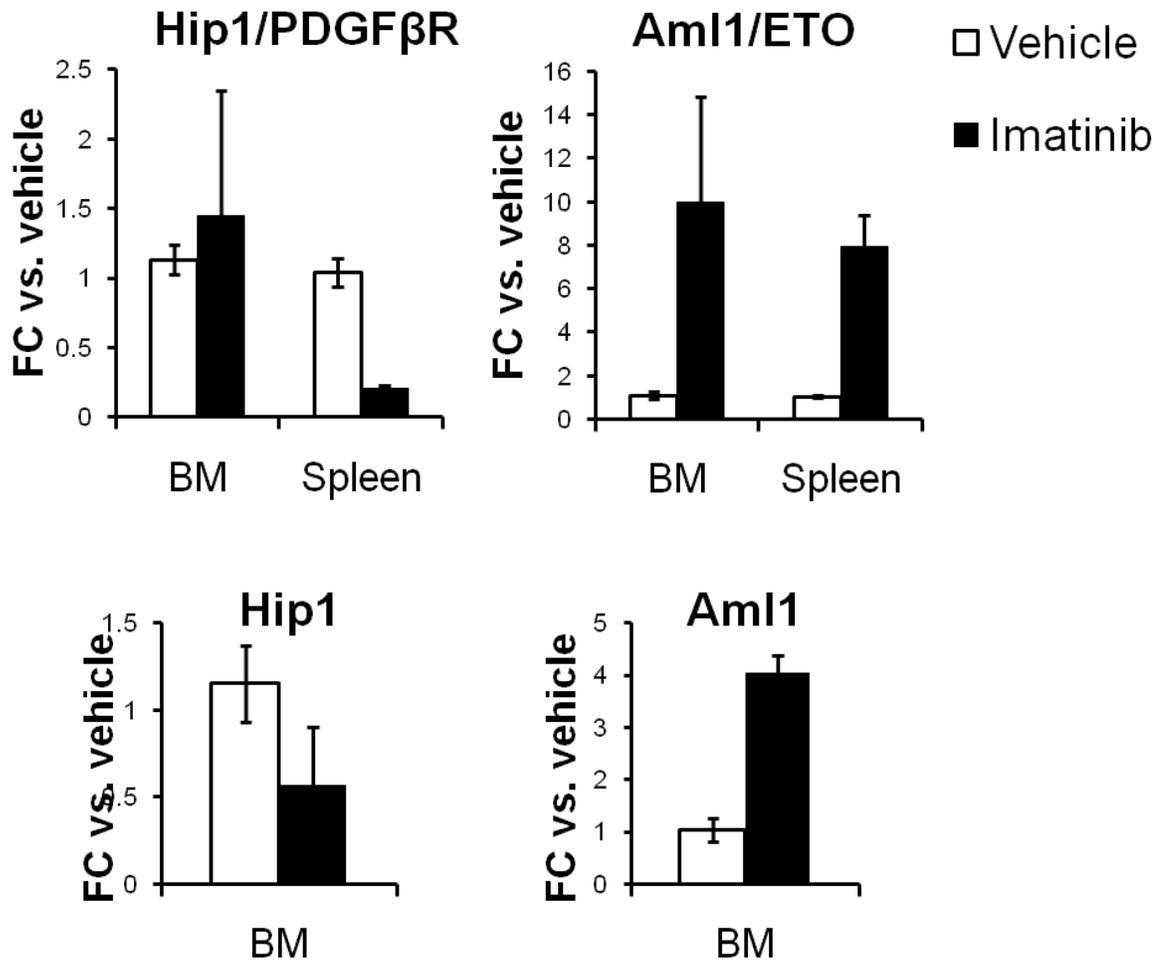 Hip1/PDGFβR
FC vs. vehicle
2.5
2
1.5
1
0.5
0
BM Spleen
Aml1/ETO
FC vs. vehicle
16
14
12
10
8
6
4
2
0
BM Spleen
Vehicle
Imatinib
Hip1
FC vs. vehicle
1.5
1
0.5
0
BM
Aml1
FC vs. vehicle
5
4
3
2
1
0
BM